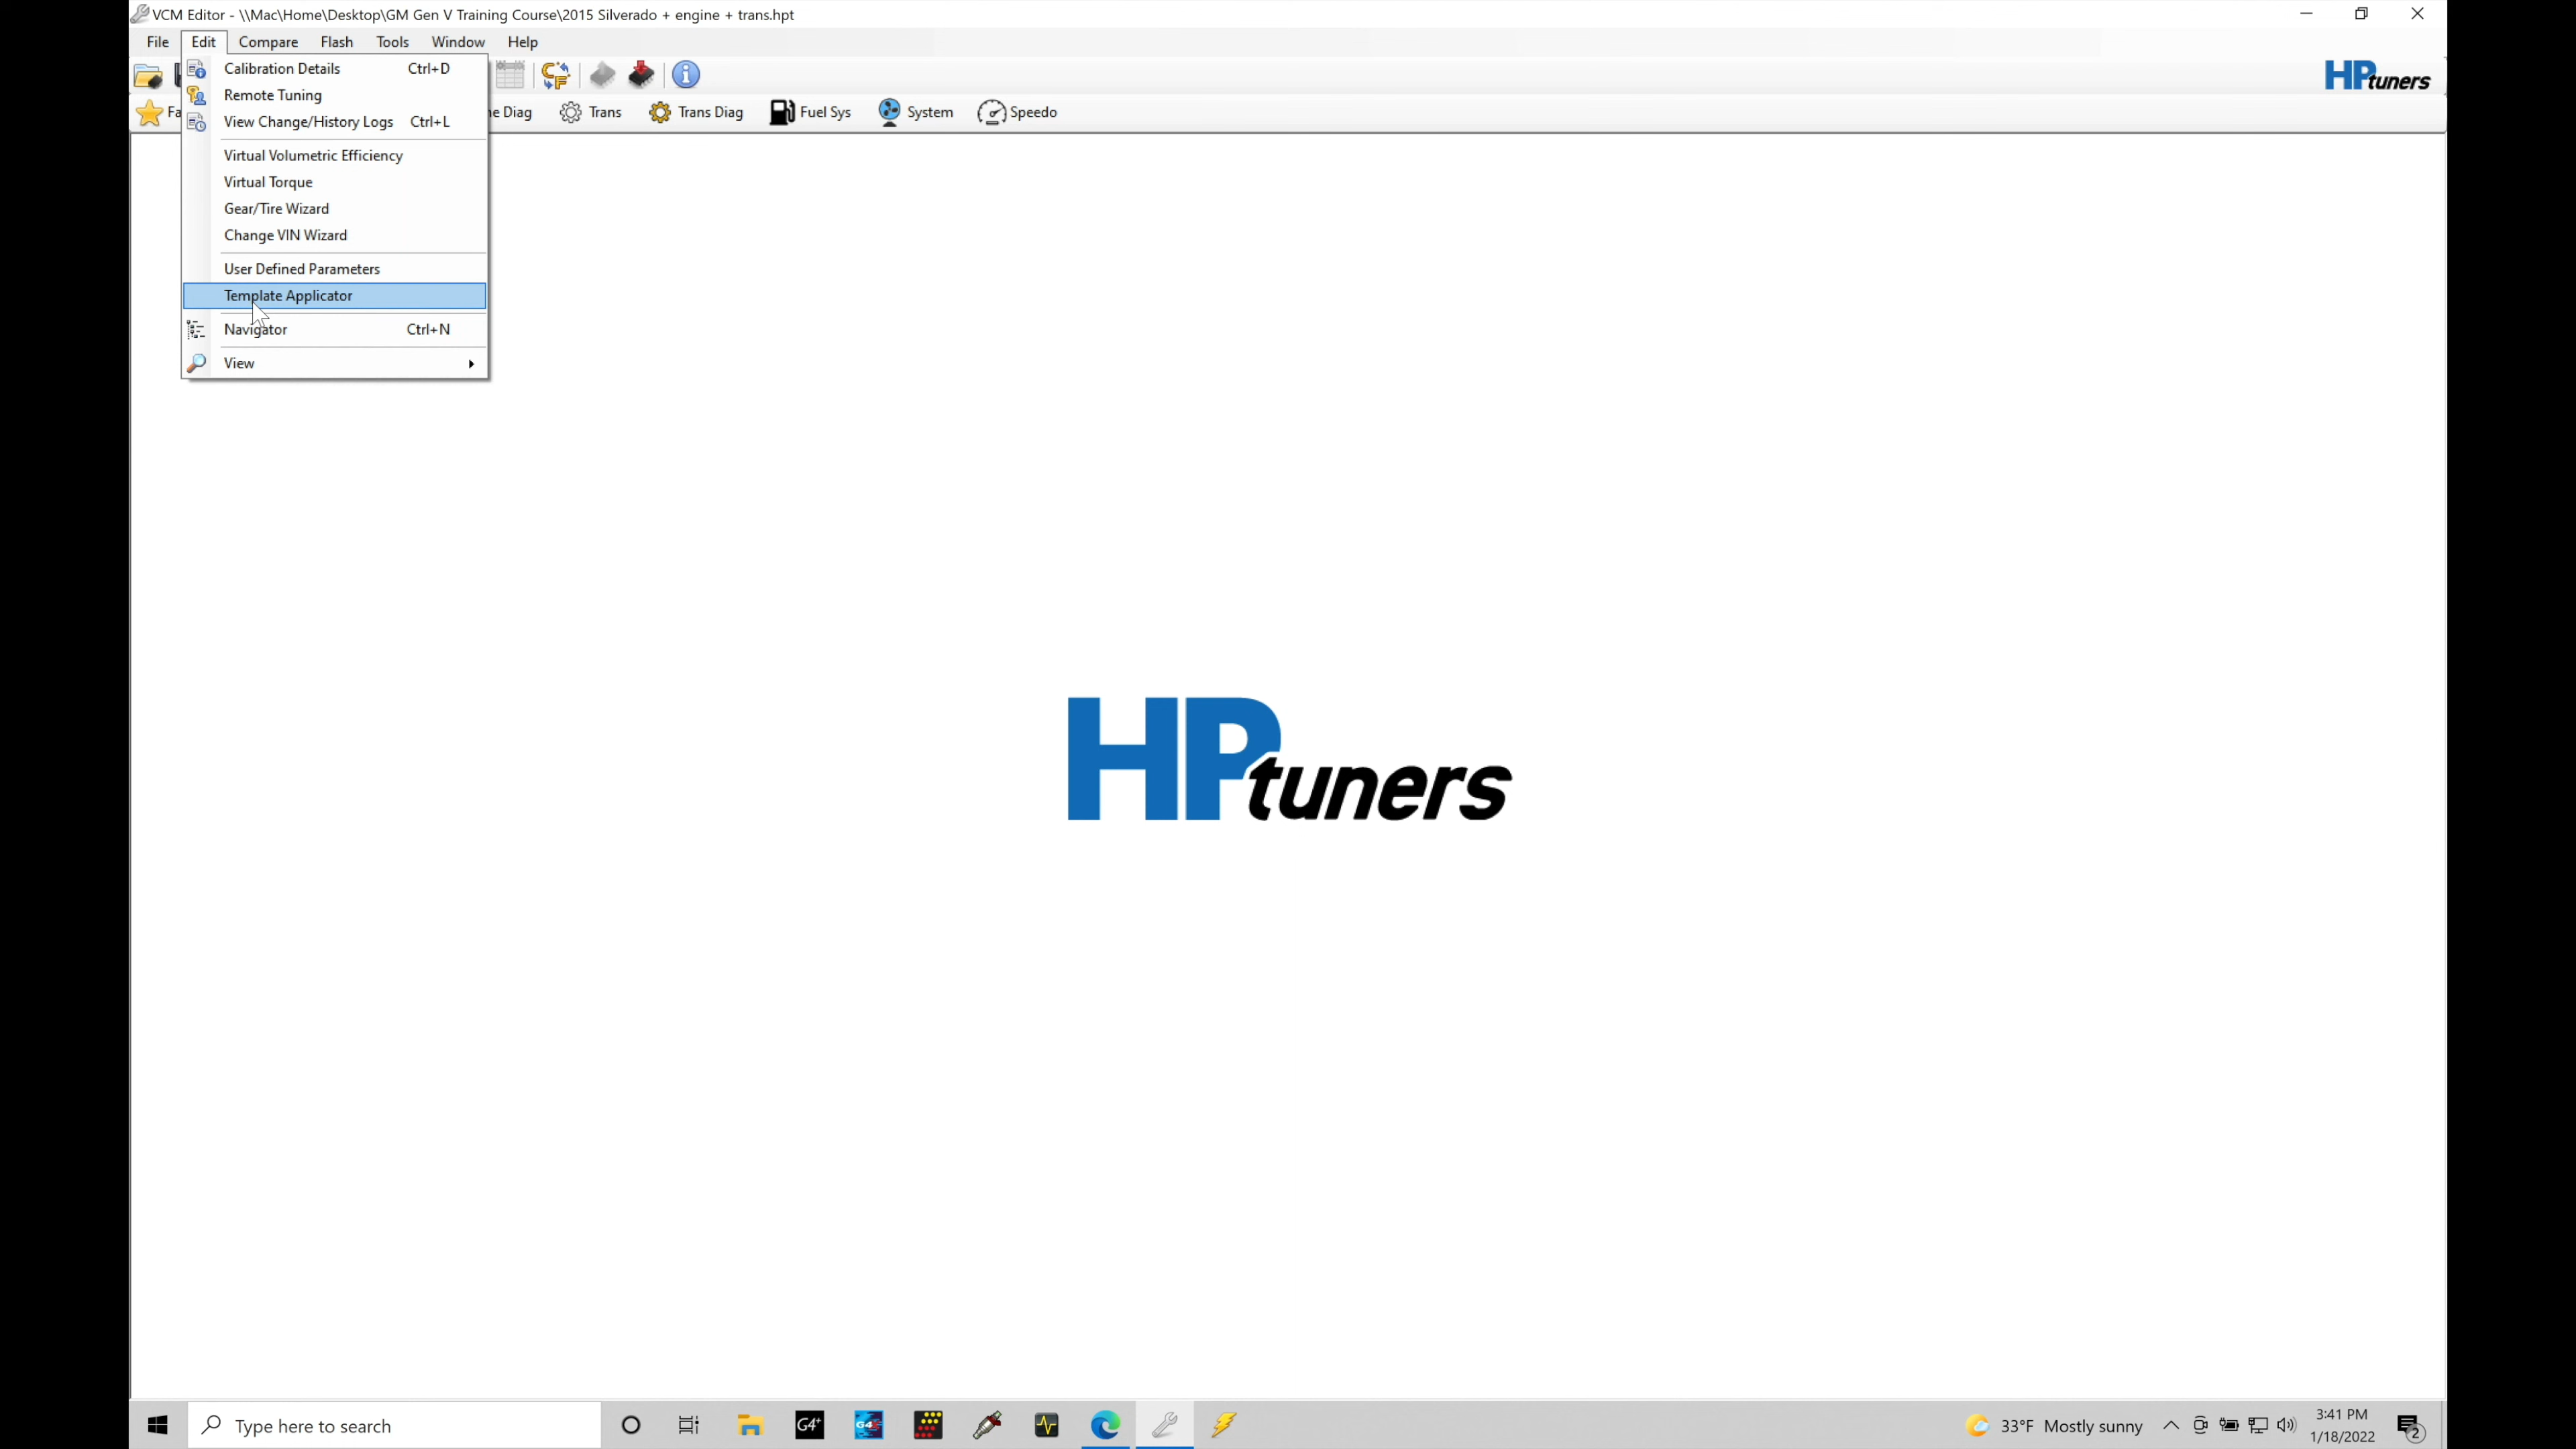 VCM Editor - \\Mac\Home\Desktop\GM Gen V Training Course\2015 Silverado + engine + trans.hpt
File Edit Compare Flash Tools Window Help
HPtuners
Fa
e Diag Trans Trans Diag Fuel Sys System Speedo
Calibration Details Ctrl+D
Remote Tuning
View Change/History Logs Ctrl+L
Virtual Volumetric Efficiency
Virtual Torque
Gear/Tire Wizard
Change VIN Wizard
User Defined Parameters
Template Applicator
Navigator Ctrl+N
View
HPtuners
Type here to search
G4+
G4
33°F Mostly sunny
3:41 PM
1/18/2022
2